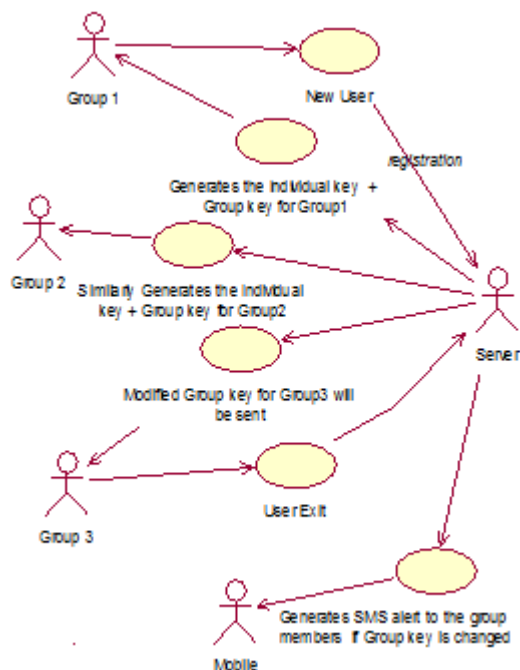 Group 1
New User
registration
Generates the Individual key +
Group key for Group1
Group 2
Similarly Generates the Individual
key + Group key for Group2
Server
Modified Group key for Group3 will
be sent
User Exit
Group 3
Generates SMS alert to the group
members if Group key is changed
Mobile